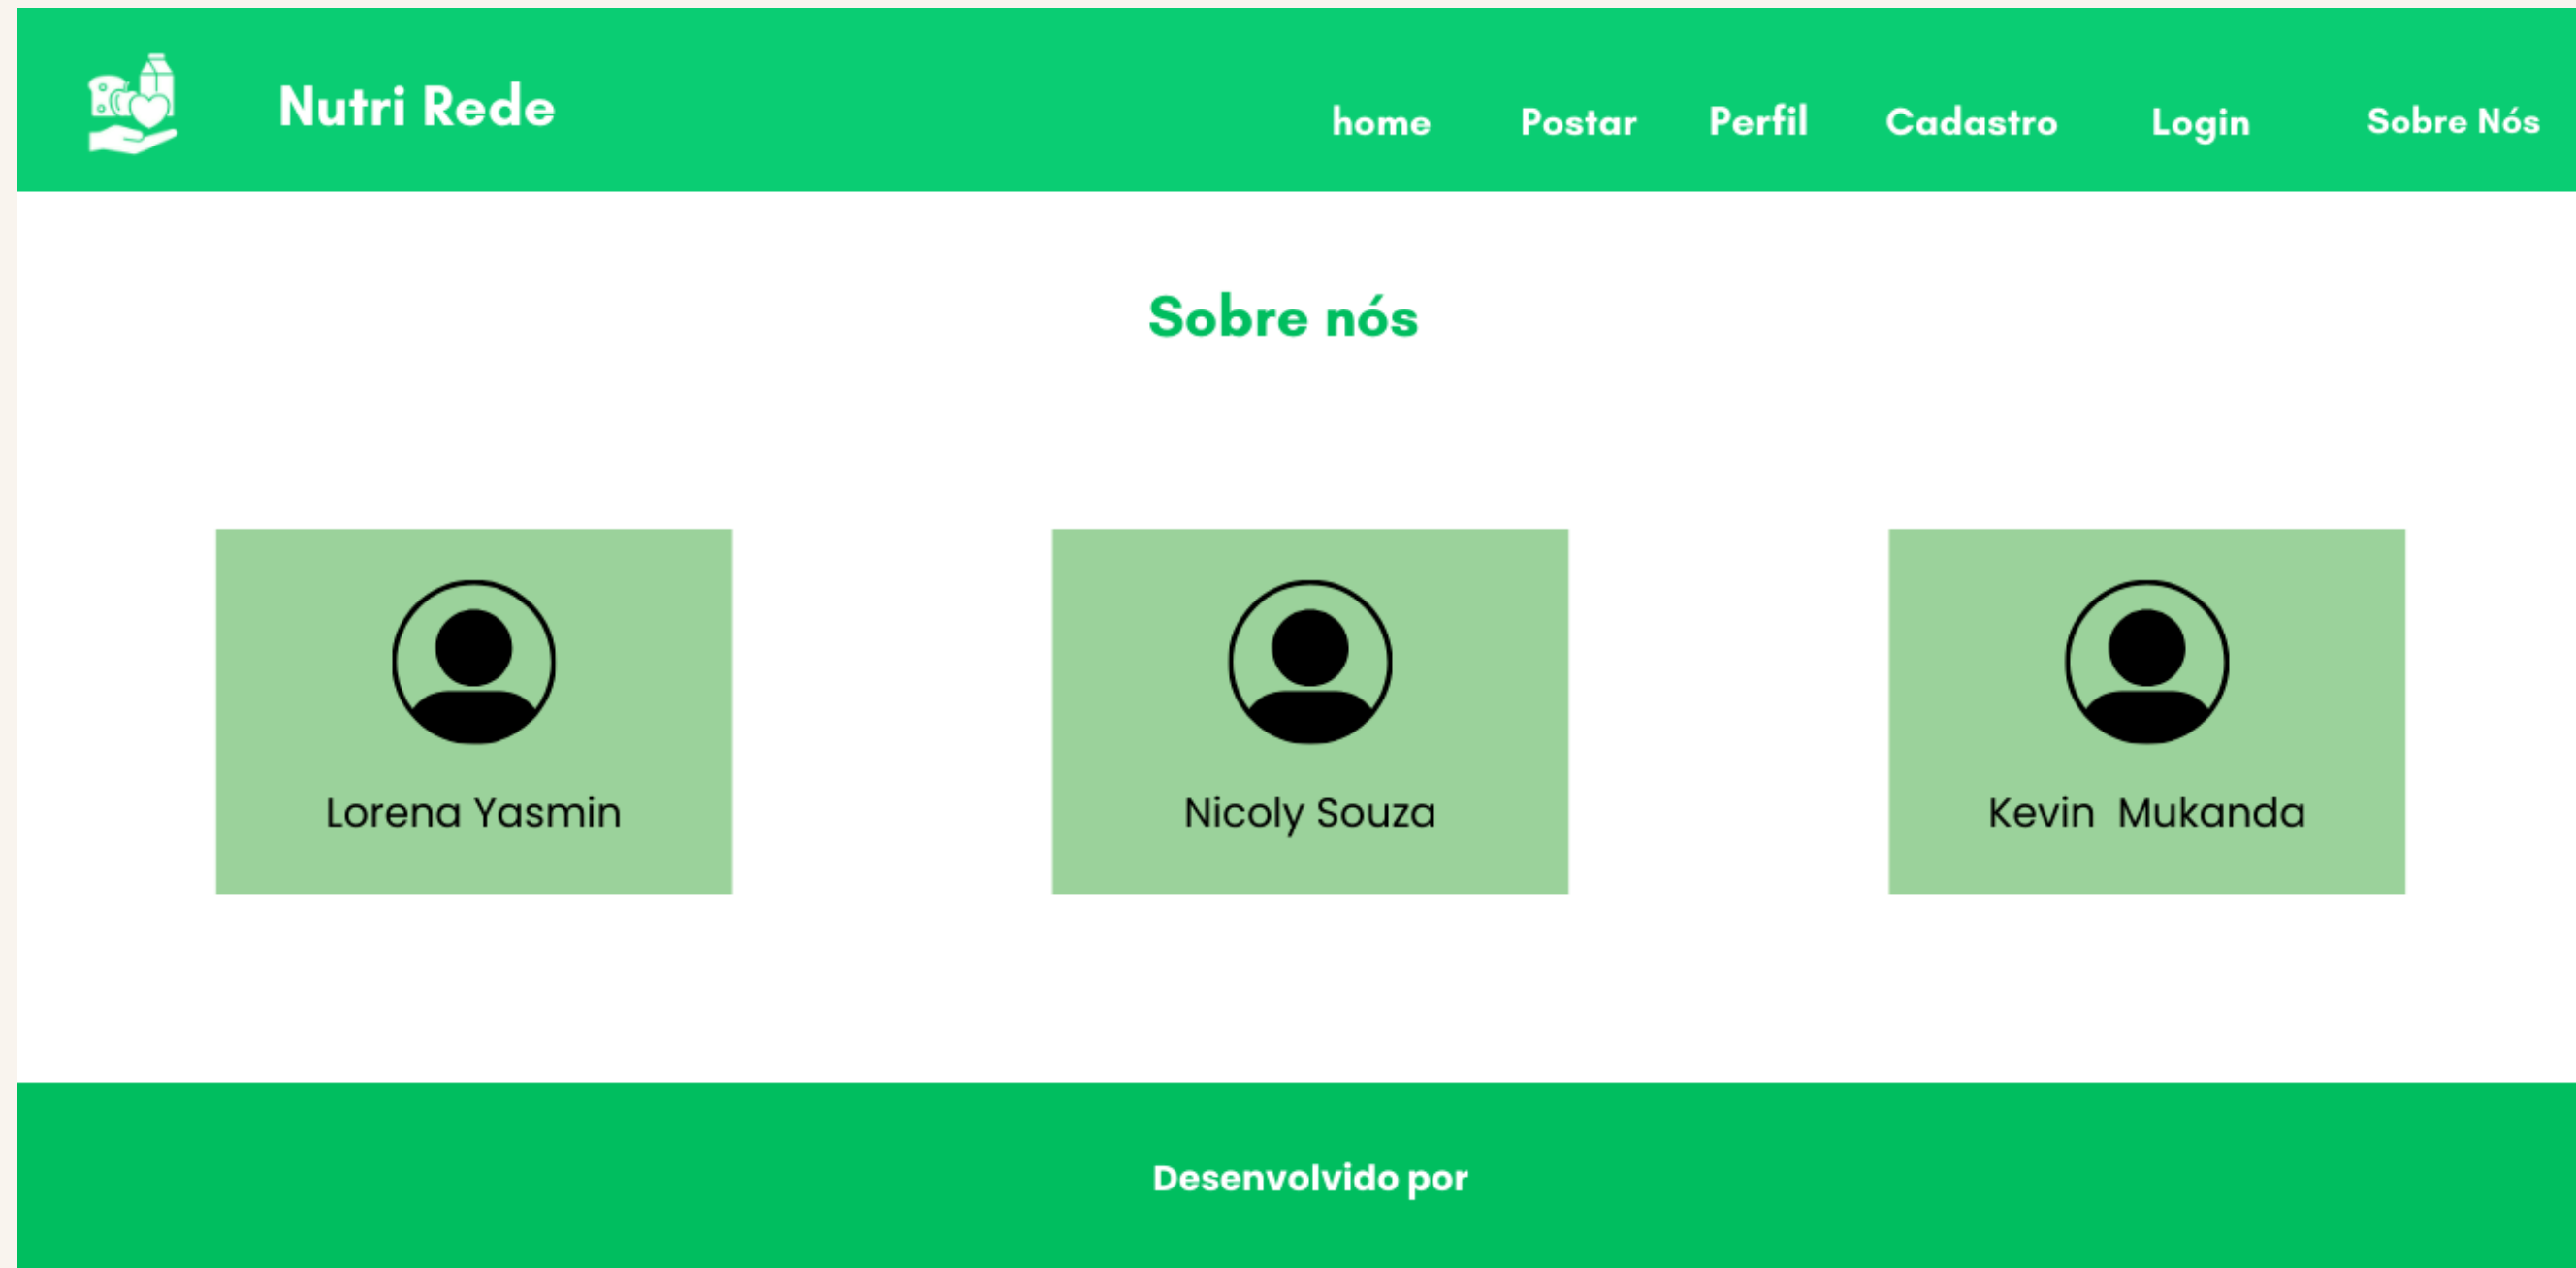 Nutri Rede
home Postar Perfil Cadastro Login Sobre Nós
Sobre nós
Lorena Yasmin
Nicoly Souza
Kevin  Mukanda
Desenvolvido por